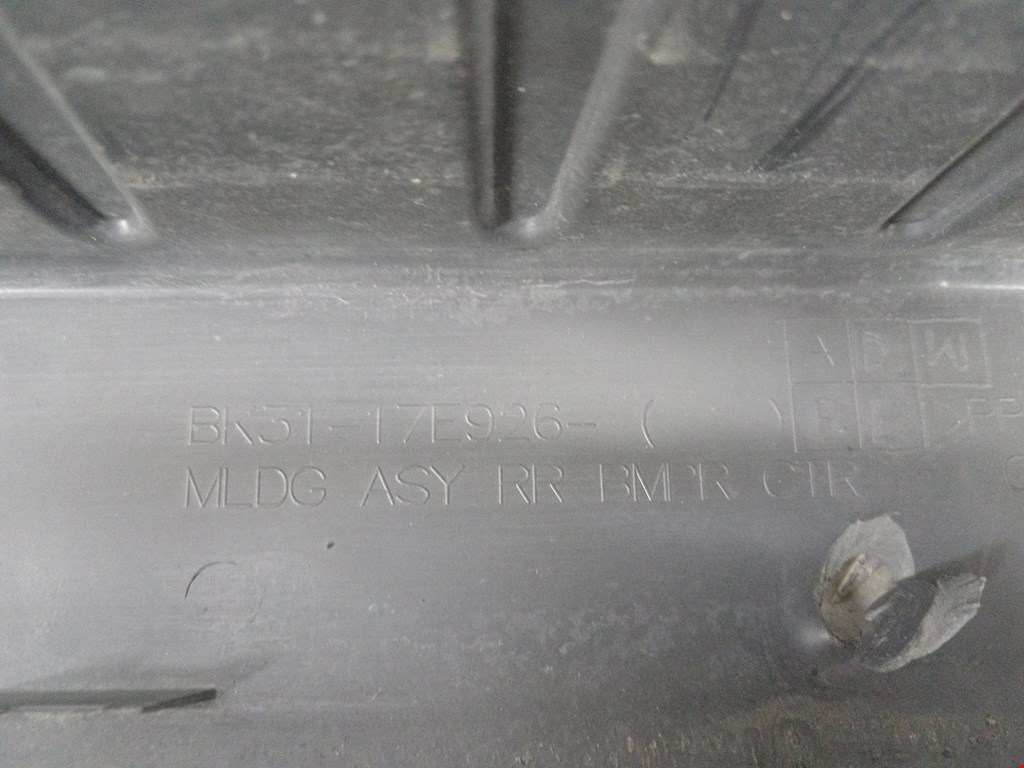 BK31-17E926- ( )
MLDG ASY RR BMPR CTR